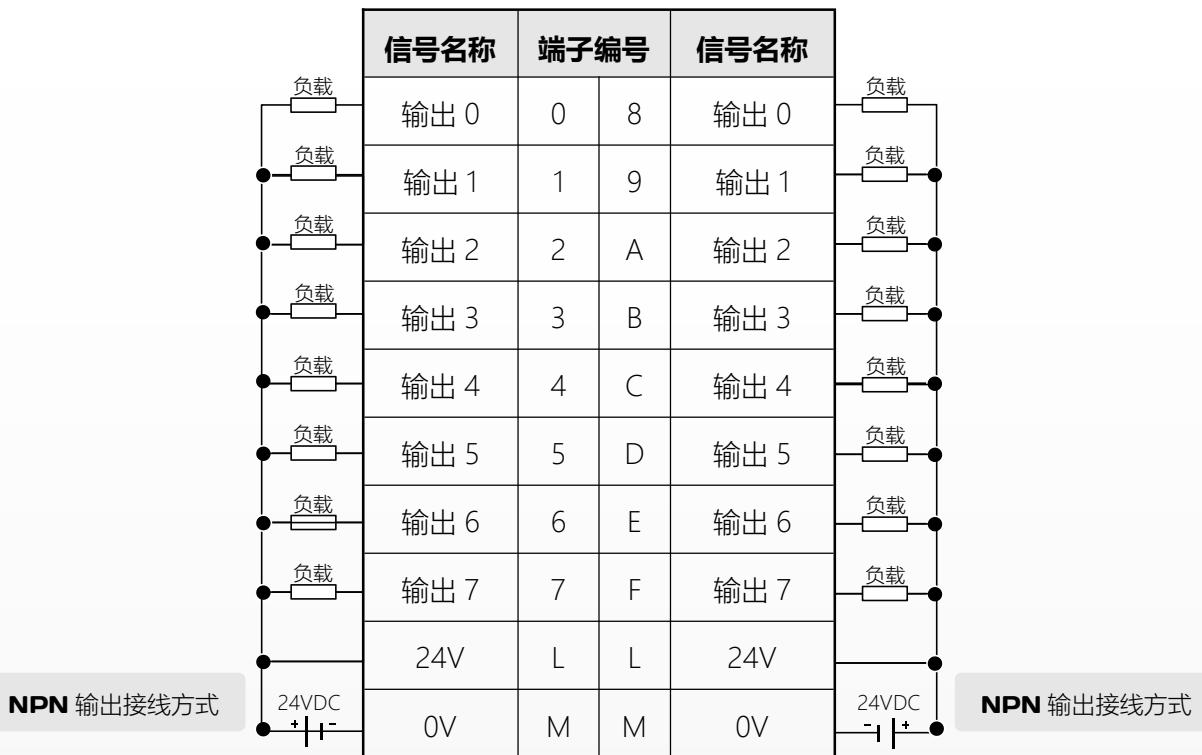 信号名称 端子编号 信号名称
负载 输出 0 0 8 输出 0 负载
负载 输出 1 1 9 输出 1 负载
负载 输出 2 2 A 输出 2 负载
负载 输出 3 3 B 输出 3 负载
负载 输出 4 4 C 输出 4 负载
负载 输出 5 5 D 输出 5 负载
负载 输出 6 6 E 输出 6 负载
负载 输出 7 7 F 输出 7 负载
24V L L 24V
NPN 输出接线方式 24VDC + - 0V M M 0V 24VDC - + NPN 输出接线方式